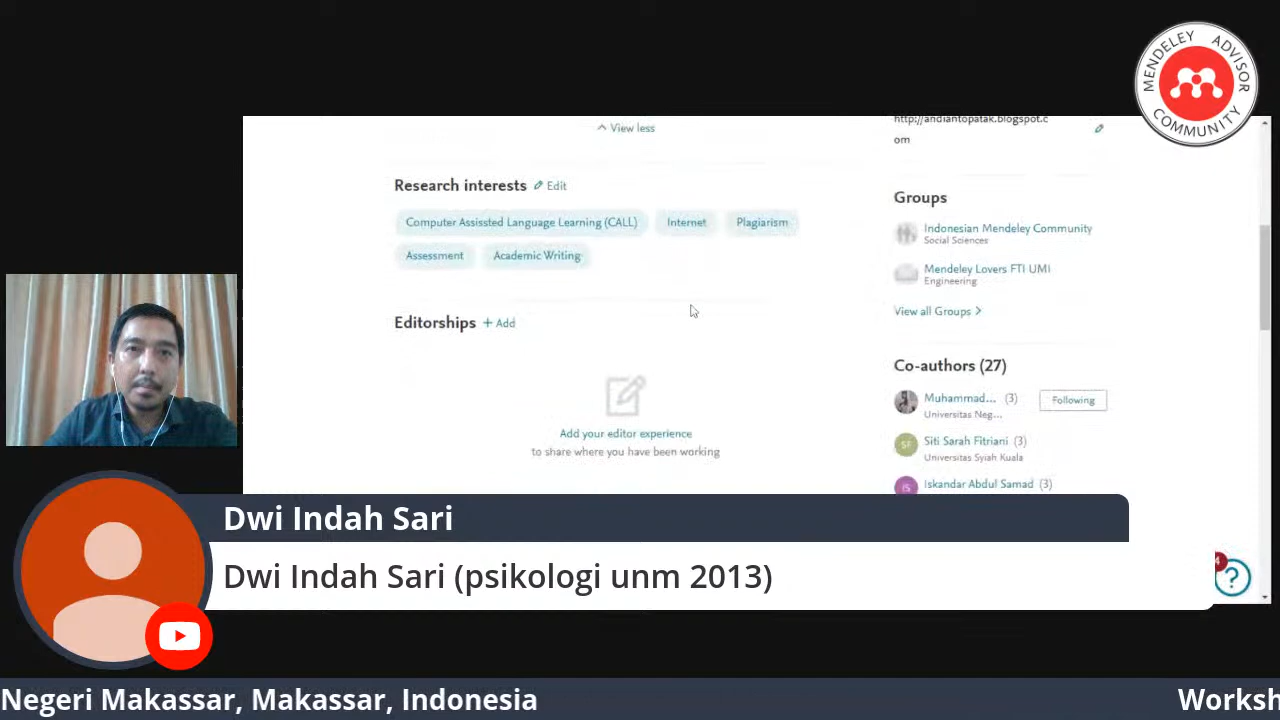 MENDELEY ADVISOR
COMMUNITY
View less
http://andiantopatak.blogspot.c
om
Research interests Edit
Computer Assissted Language Learning (CALL) Internet Plagiarism
Assessment Academic Writing
Editorships + Add
Add your editor experience
to share where you have been working
Groups
Indonesian Mendeley Community
Social Sciences
Mendeley Lovers FTI UMI
Engineering
View all Groups
Co-authors (27)
Muhammad... (3) Following
Universitas Neg...
SF Siti Sarah Fitriani (3)
Universitas Syiah Kuala
IS Iskandar Abdul Samad (3)
?
Dwi Indah Sari
Dwi Indah Sari (psikologi unm 2013)
Negeri Makassar, Makassar, Indonesia Worksh